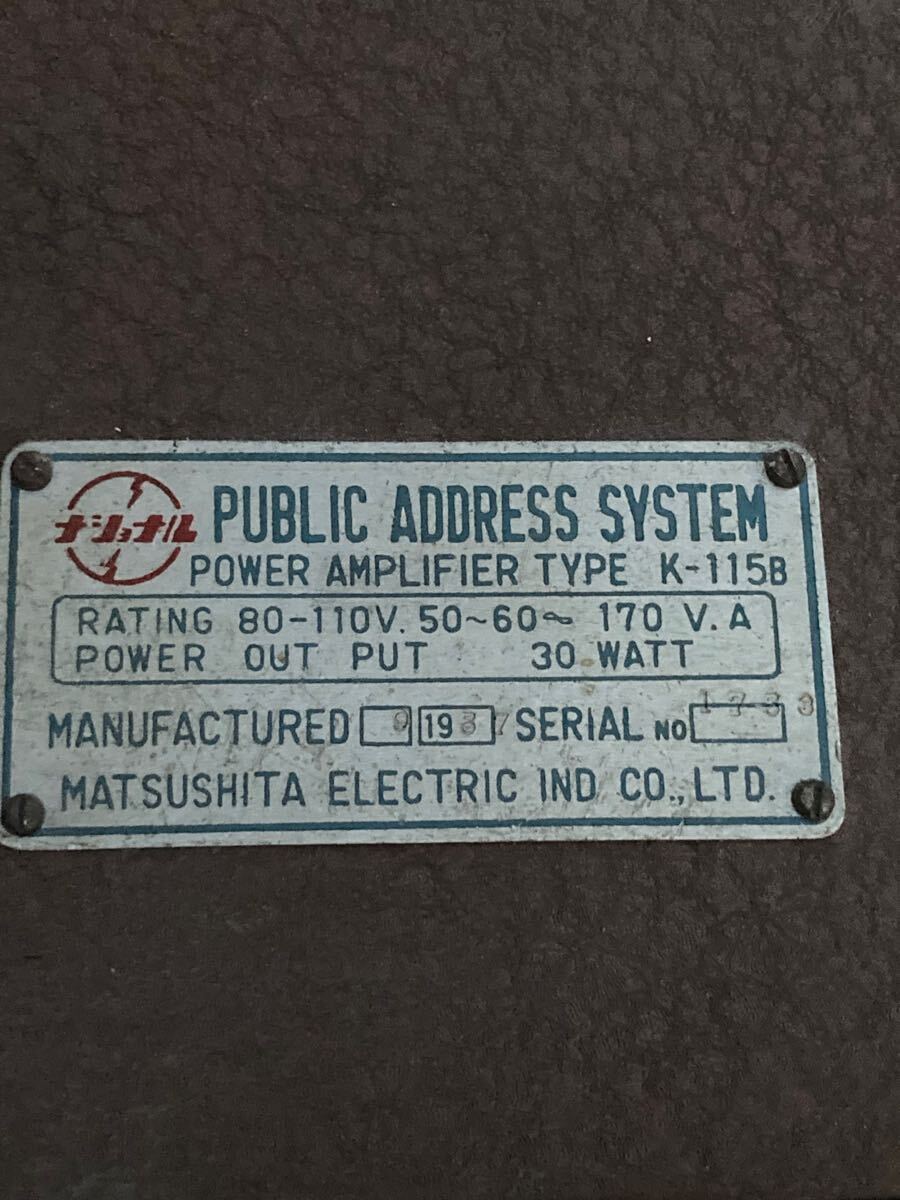 ナショナル PUBLIC ADDRESS SYSTEM
POWER AMPLIFIER TYPE K-115B
RATING 80-110V. 50~60~ 170 V.A
POWER OUT PUT 30 WATT
MANUFACTURED 9 19 SERIAL NO
MATSUSHITA ELECTRIC IND CO., LTD.